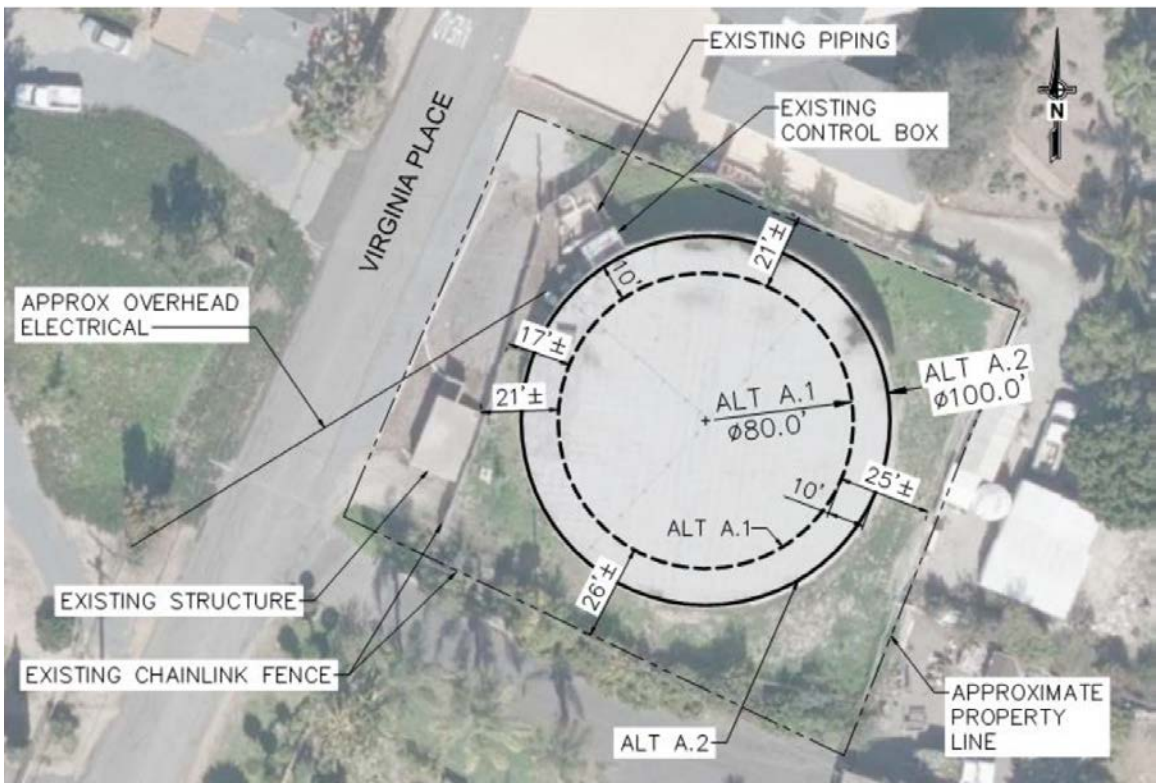 EXISTING PIPING
EXISTING
CONTROL BOX
N
VIRGINIA PLACE
21'±
10'
APPROX OVERHEAD
ELECTRICAL
17'±
21'±
ALT A.2
Ø100.0'
ALT A.1
Ø80.0'
25'±
10'
ALT A.1
26'±
EXISTING STRUCTURE
EXISTING CHAINLINK FENCE
APPROXIMATE
PROPERTY
LINE
ALT A.2